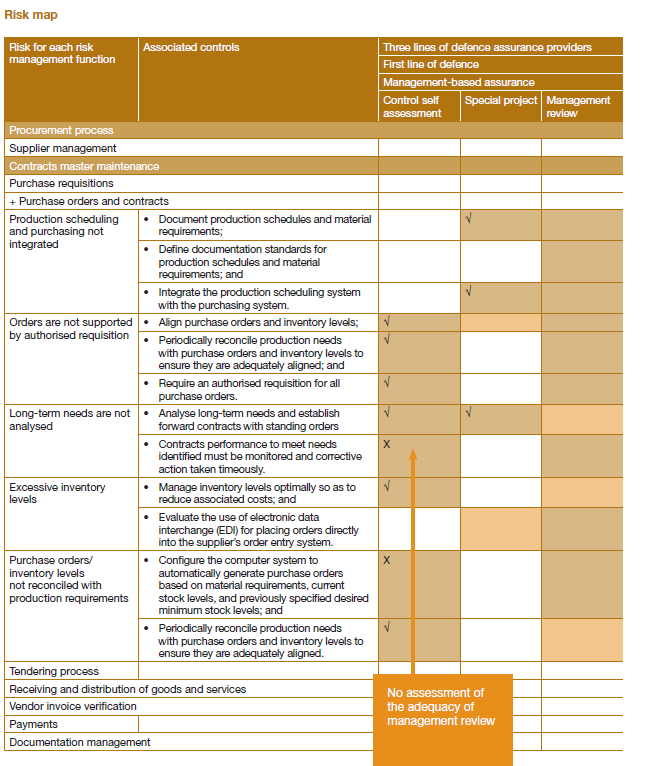 Risk map
Risk for each risk
management function
Associated controls
Three lines of defence assurance providers
First line of defence
Management-based assurance
Control self
assessment
Special project
Management
review
Procurement process
Supplier management
Contracts master maintenance
Purchase requisitions
+ Purchase orders and contracts
Production scheduling
and purchasing not
integrated
• Document production schedules and material
requirements;
√
• Define documentation standards for
production schedules and material
requirements; and
• Integrate the production scheduling system
with the purchasing system.
√
Orders are not supported
by authorised requisition
• Align purchase orders and inventory levels;
√
• Periodically reconcile production needs
with purchase orders and inventory levels to
ensure they are adequately aligned; and
√
• Require an authorised requisition for all
purchase orders.
√
Long-term needs are not
analysed
• Analyse long-term needs and establish
forward contracts with standing orders
√
√
• Contracts performance to meet needs
identified must be monitored and corrective
action taken timeously.
X
Excessive inventory
levels
• Manage inventory levels optimally so as to
reduce associated costs; and
√
• Evaluate the use of electronic data
interchange (EDI) for placing orders directly
into the supplier's order entry system.
Purchase orders/
inventory levels
not reconciled with
production requirements
• Configure the computer system to
automatically generate purchase orders
based on material requirements, current
stock levels, and previously specified desired
minimum stock levels; and
X
• Periodically reconcile production needs
with purchase orders and inventory levels to
ensure they are adequately aligned.
√
Tendering process
Receiving and distribution of goods and services
Vendor invoice verification
Payments
Documentation management
No assessment of
the adequacy of
management review